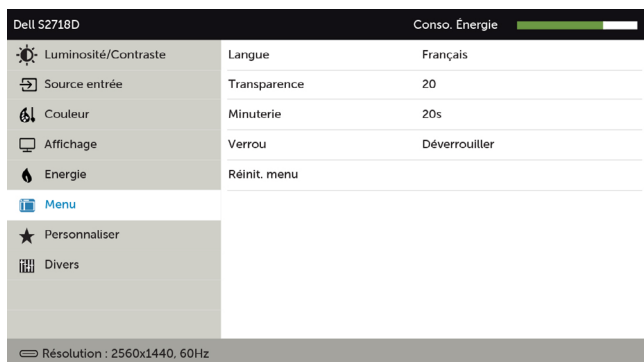 Dell S2718D Conso. Énergie
Luminosité/Contraste Langue Français
Source entrée Transparence 20
Couleur Minuterie 20s
Affichage Verrou Déverrouiller
Energie Réinit. menu
Menu
Personnaliser
Divers
Résolution : 2560x1440, 60Hz